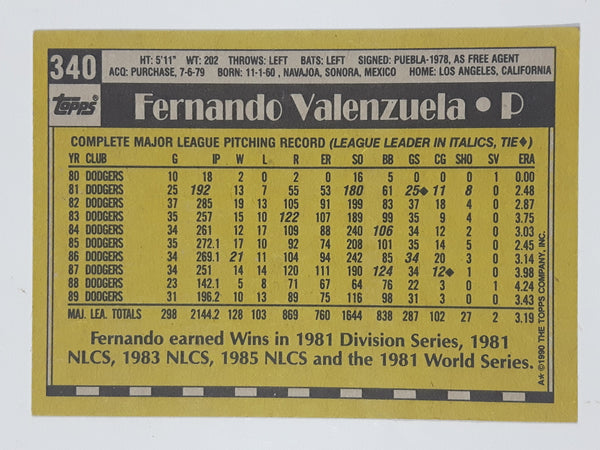 340 HT: 5'11" WT: 202 THROWS: LEFT BATS: LEFT SIGNED: PUEBLA-1978, AS FREE AGENT
ACQ: PURCHASE, 7-6-79 BORN: 11-1-60, NAVAJOA, SONORA, MEXICO HOME: LOS ANGELES, CALIFORNIA
TOPPS Fernando Valenzuela • P
COMPLETE MAJOR LEAGUE PITCHING RECORD (LEAGUE LEADER IN ITALICS, TIE♦)
YR CLUB G IP W L R ER SO BB GS CG SHO SV ERA
80 DODGERS 10 18 2 0 2 0 16 5 0 0 0 1 0.00
81 DODGERS 25 192 13 7 55 53 180 61 25♦ 11 8 0 2.48
82 DODGERS 37 285 19 13 105 91 199 83 37 18 4 0 2.87
83 DODGERS 35 257 15 10 122 107 189 99 35 9 4 0 3.75
84 DODGERS 34 261 12 17 109 88 240 106 34 12 2 0 3.03
85 DODGERS 35 272.1 17 10 92 74 208 101 35 14 5 0 2.45
86 DODGERS 34 269.1 21 11 104 94 242 85 34 20 3 0 3.14
87 DODGERS 34 251 14 14 120 111 190 124 34 12♦ 1 0 3.98
88 DODGERS 23 142.1 5 8 71 67 64 76 22 3 0 1 4.24
89 DODGERS 31 196.2 10 13 89 75 116 98 31 3 0 0 3.43
MAJ. LEA. TOTALS 298 2144.2 128 103 869 760 1644 838 287 102 27 2 3.19
Fernando earned Wins in 1981 Division Series, 1981
NLCS, 1983 NLCS, 1985 NLCS and the 1981 World Series.
A* ©1990 THE TOPPS COMPANY, INC.